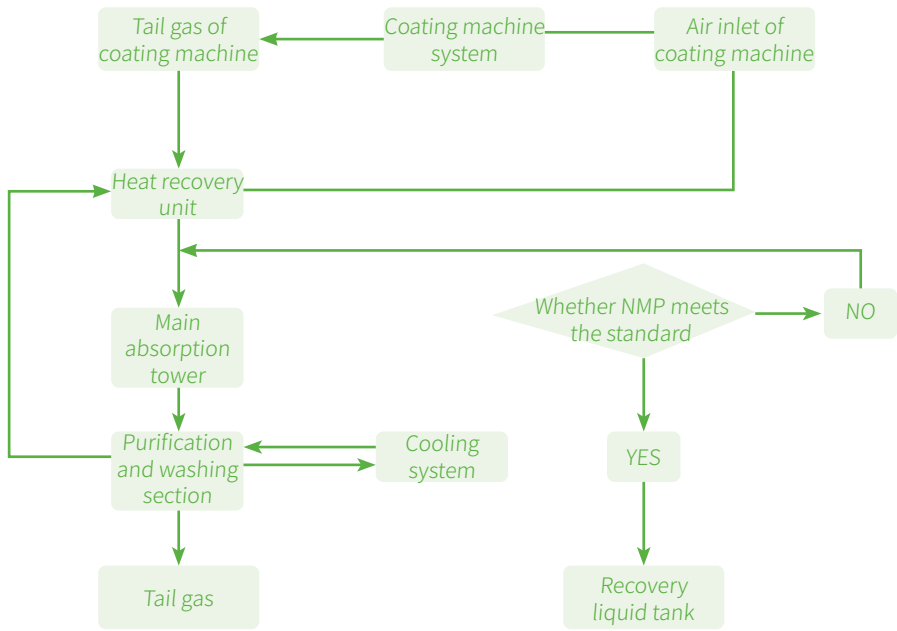 Tail gas of
coating machine
Coating machine
system
Air inlet of
coating machine
Heat recovery
unit
Whether NMP meets
the standard
NO
Main
absorption
tower
Purification
and washing
section
Cooling
system
YES
Tail gas
Recovery
liquid tank